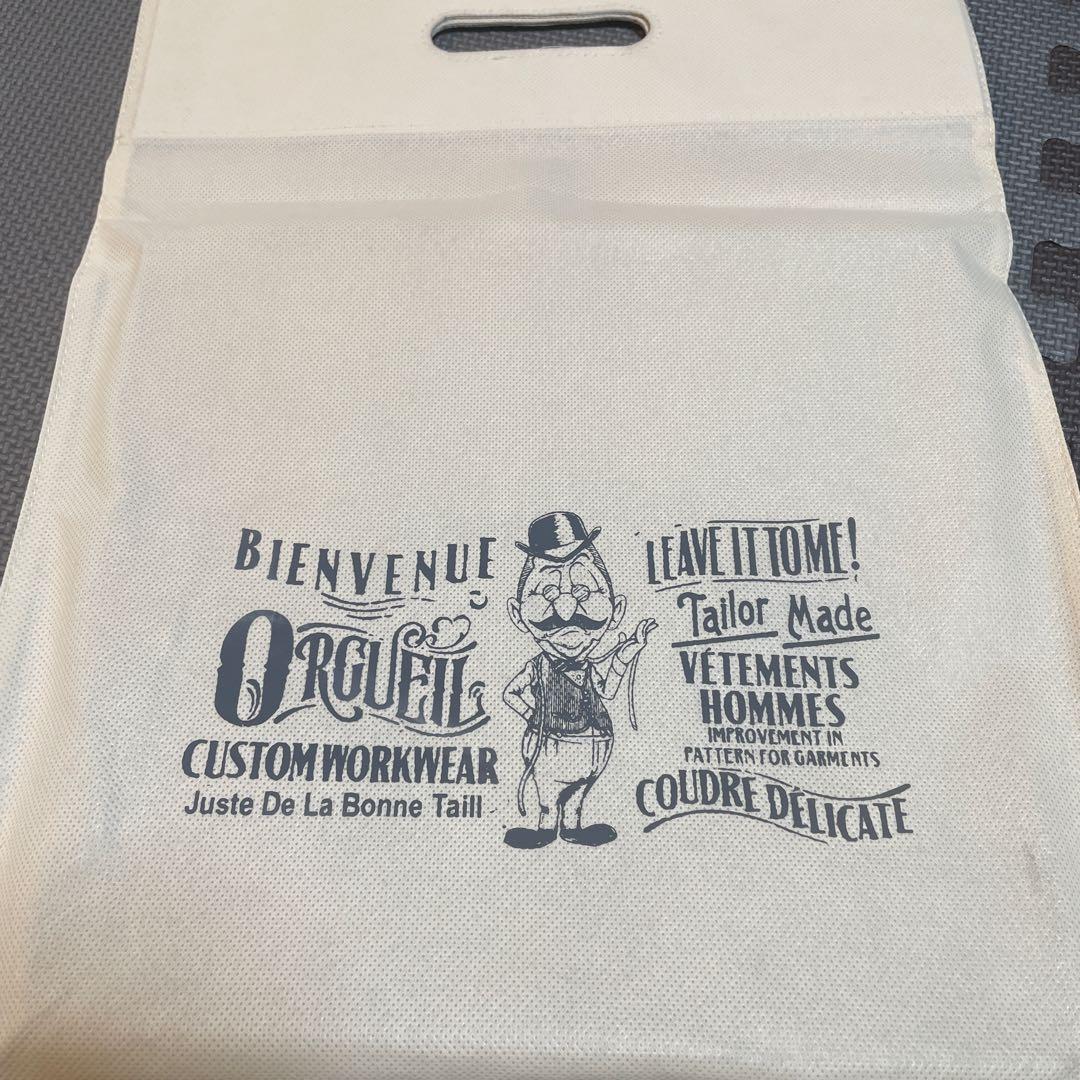 BIENVENUE
ORGUEIL
CUSTOM WORKWEAR
Juste De La Bonne Taill
LEAVE IT TO ME!
Tailor Made
VÉTEMENTS
HOMMES
IMPROVEMENT IN
PATTERN FOR GARMENTS
COUDRE DÉLICATE